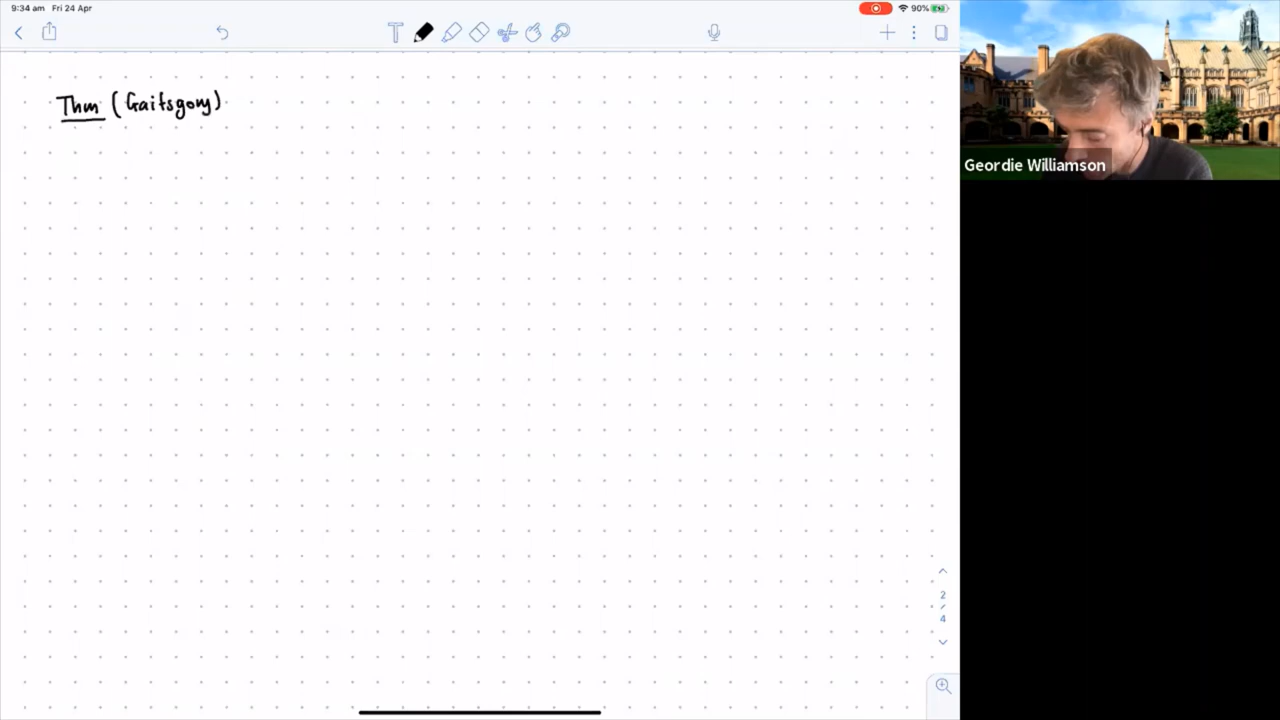 9:34 am Fri 24 Apr
90%
Thm (Gaitsgory)
Geordie Williamson
2
/
4